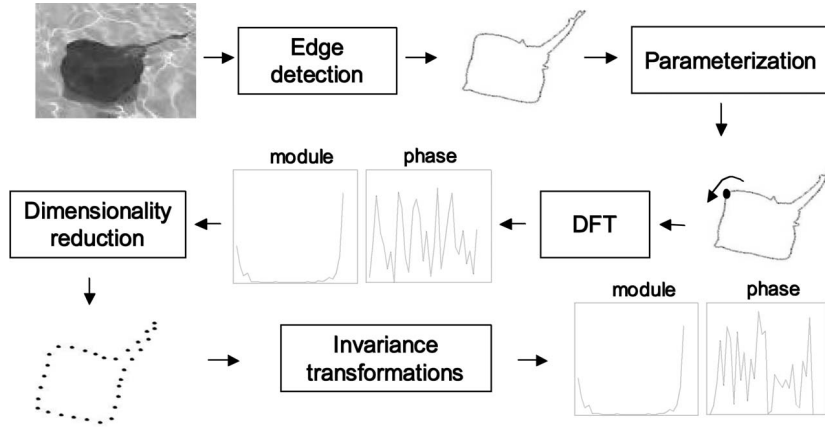 Edge
detection
Parameterization
module
phase
Dimensionality
reduction
DFT
module
phase
Invariance
transformations